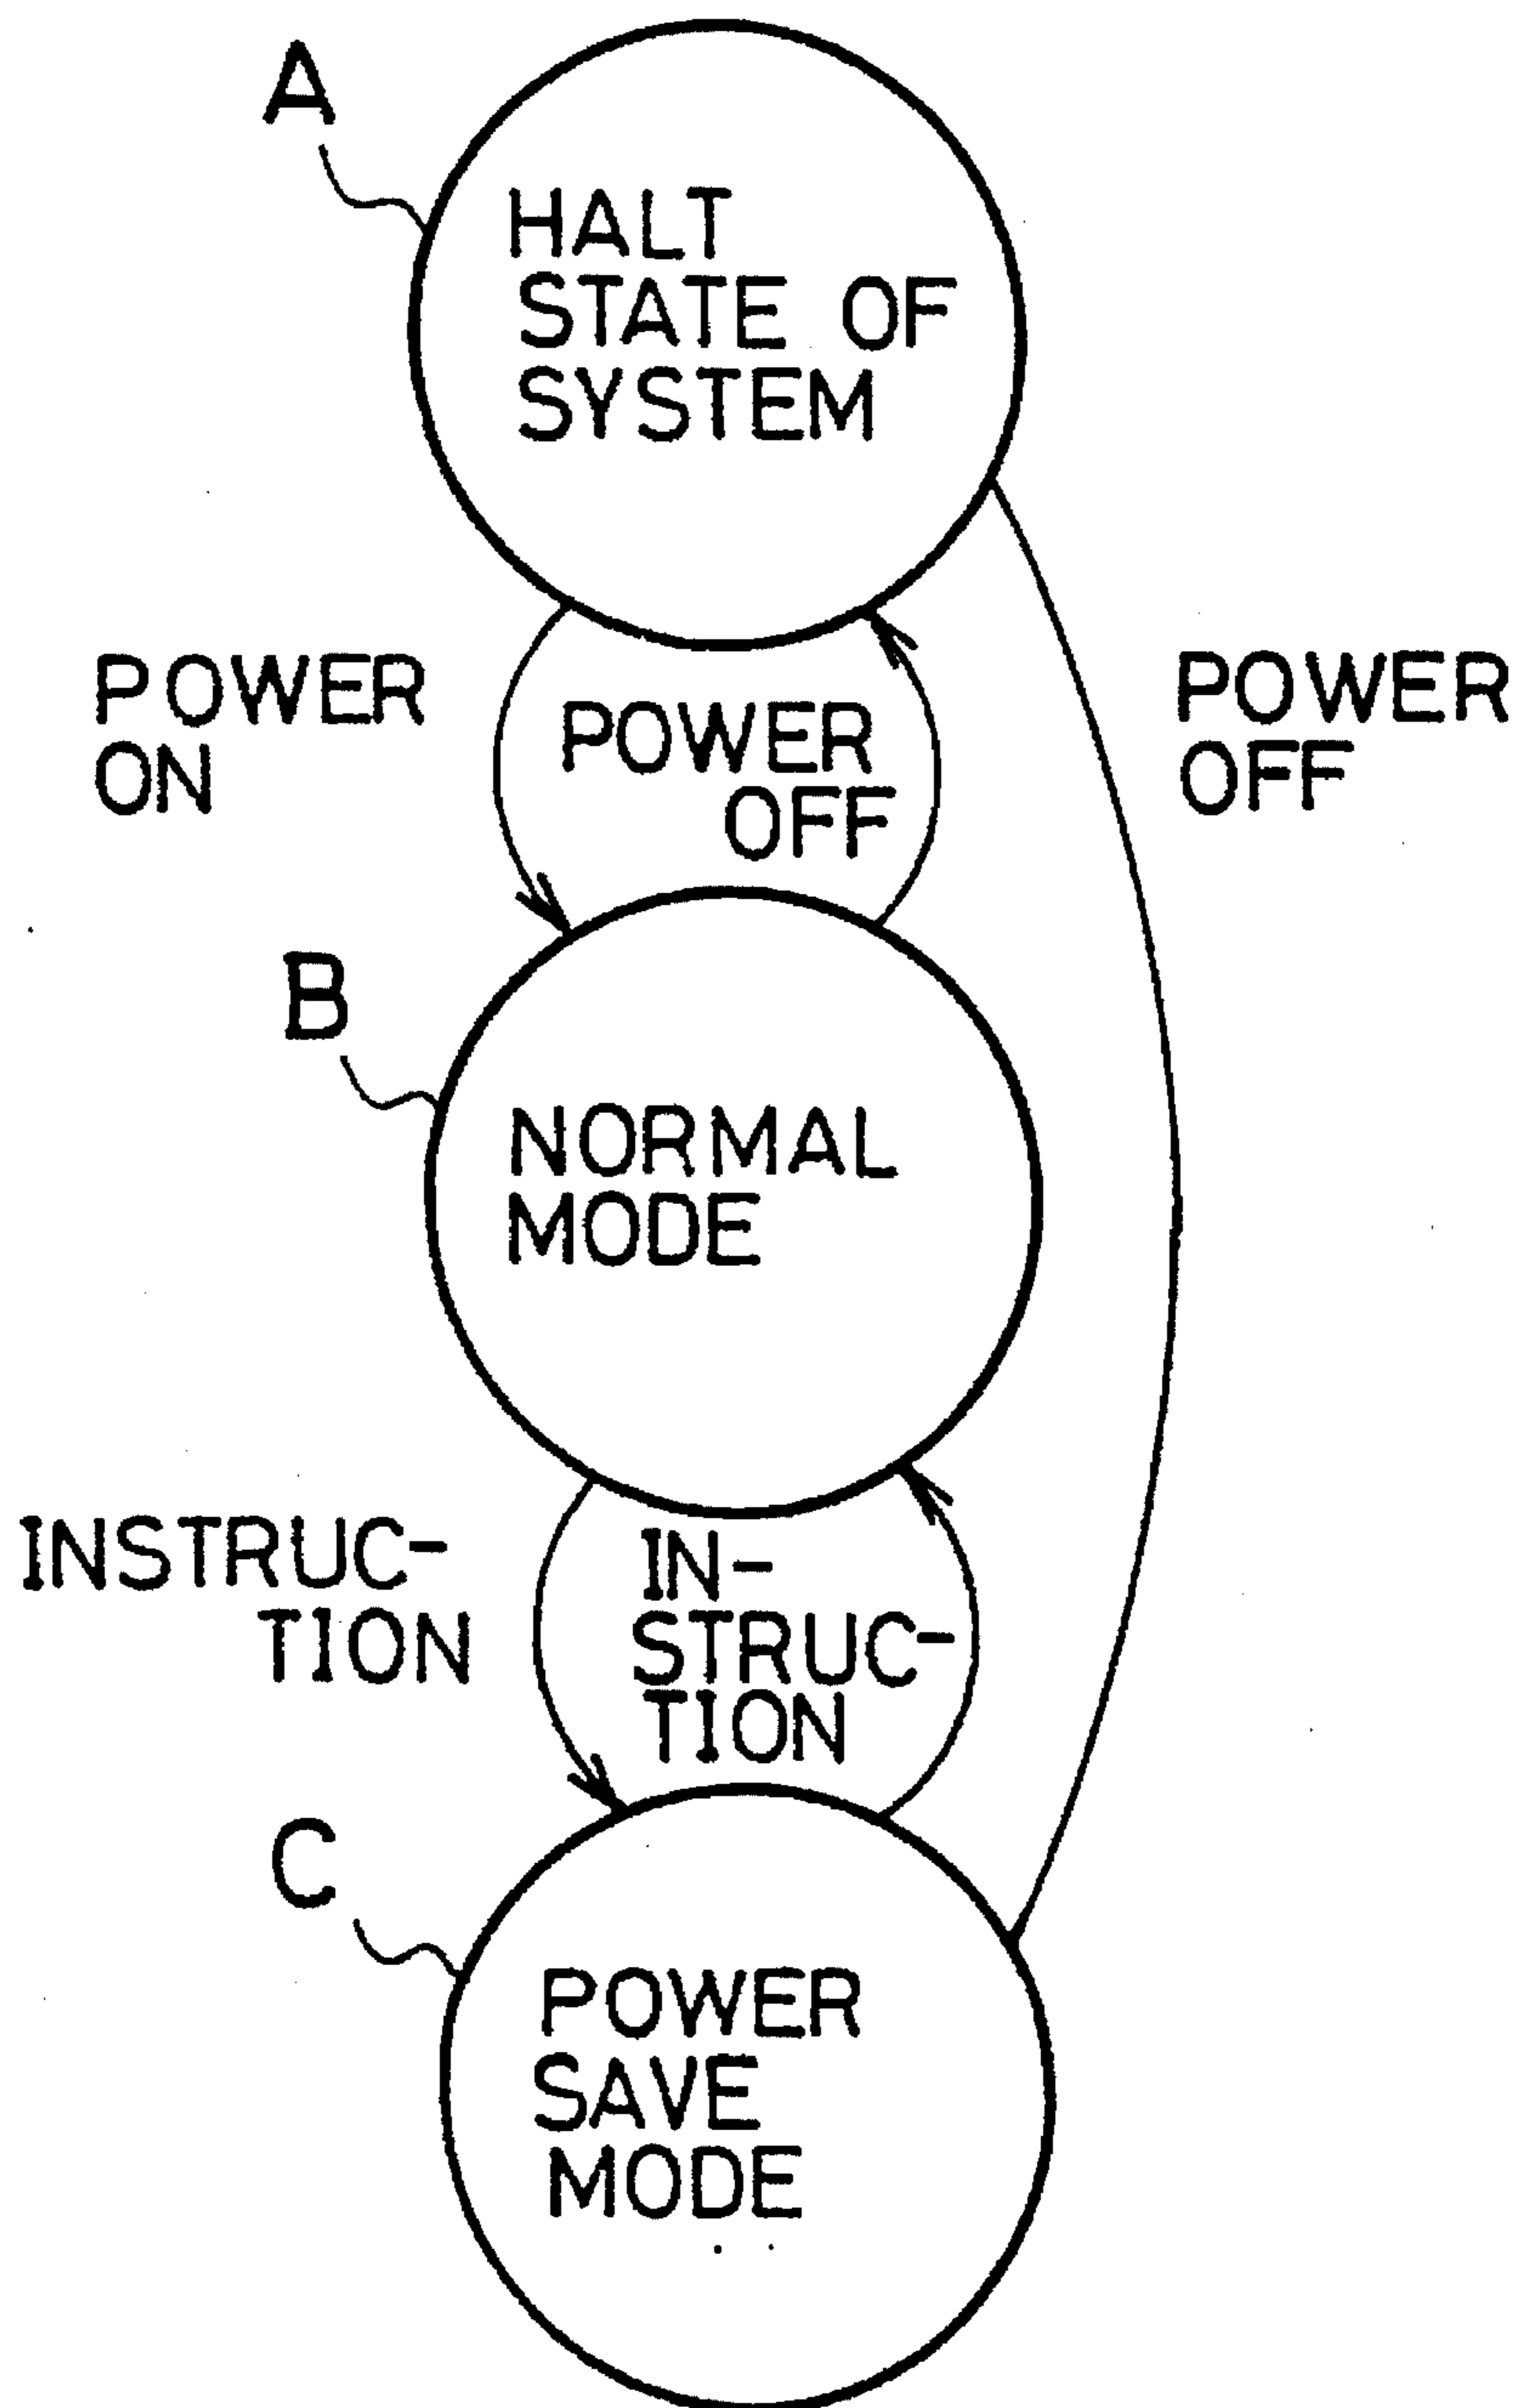 A
HALT
STATE OF
SYSTEM
POWER
ON
POWER
OFF
POWER
OFF
B
NORMAL
MODE
INSTRUC-
TION
IN-
STRUC-
TION
C
POWER
SAVE
MODE